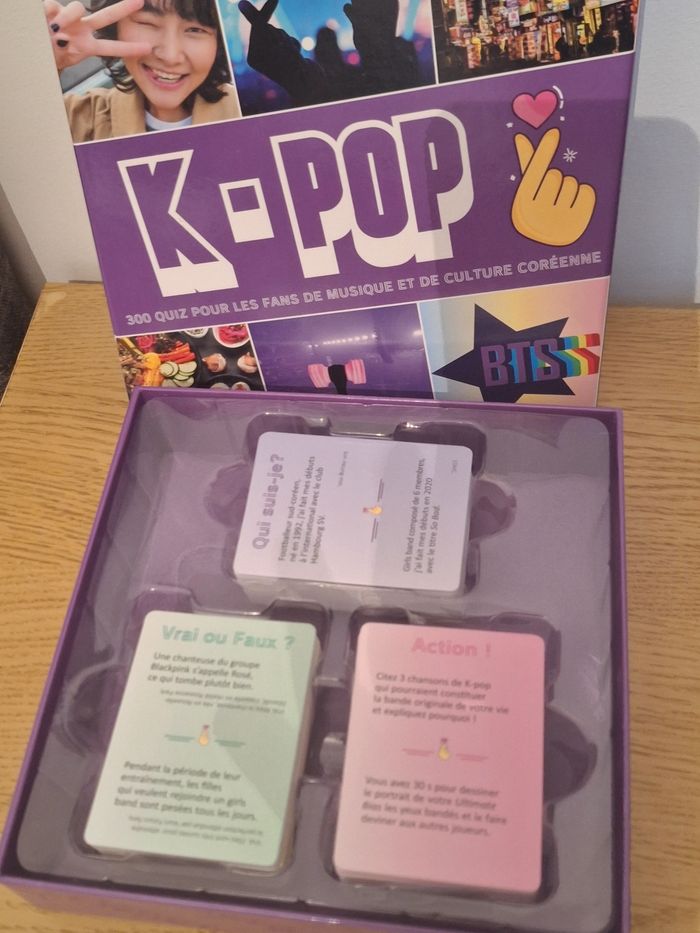 K-POP
300 QUIZ POUR LES FANS DE MUSIQUE ET DE CULTURE CORÉENNE
BTS
Qui suis-je?
Footballeur sud-coréen,
né en 1992, j'ai fait mes débuts
à l'international avec le club
Hambourg SV.
Girls band composé de 6 membres,
j'ai fait mes débuts en 2020
avec le titre So Bad.
Vrai ou Faux ?
Une chanteuse du groupe
Blackpink s'appelle Rosé,
ce qui tombe plutôt bien.
Pendant la période de leur
entraînement, les filles
qui veulent rejoindre un girls
band sont pesées tous les jours.
Action !
Citez 3 chansons de K-pop
qui pourraient constituer
la bande originale de votre vie
et expliquez pourquoi !
Vous avez 30 s pour dessiner
le portrait de votre Ultimate
Bias les yeux bandés et le faire
deviner aux autres joueurs.